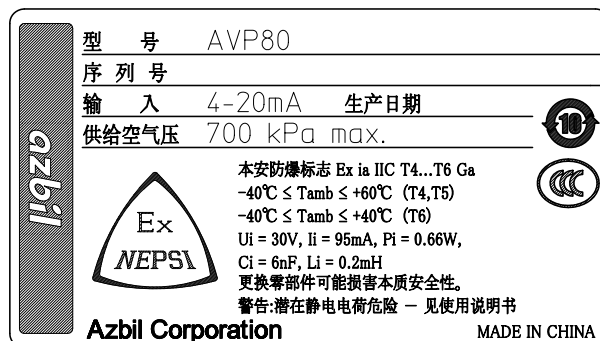 azbil
型 号 AVP80
序 列 号
输 入 4-20mA 生产日期
供给空气压 700 kPa max.
10
CCC
Ex
NEPSI
本安防爆标志 Ex ia IIC T4...T6 Ga
-40℃ ≤ Tamb ≤ +60℃ (T4,T5)
-40℃ ≤ Tamb ≤ +40℃ (T6)
Ui = 30V, Ii = 95mA, Pi = 0.66W,
Ci = 6nF, Li = 0.2mH
更换零部件可能损害本质安全性。
警告:潜在静电电荷危险 － 见使用说明书
Azbil Corporation MADE IN CHINA